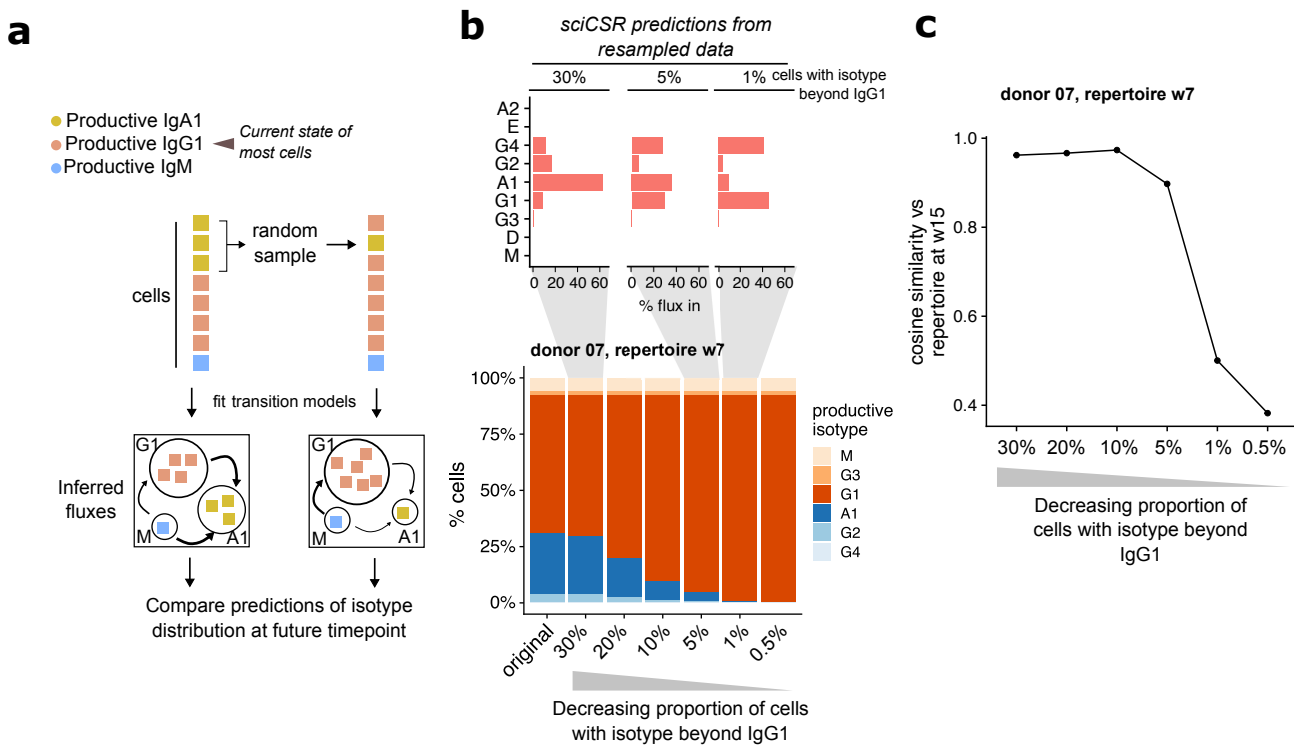 a
Productive IgA1
Productive IgG1
Productive IgM
Current state of
most cells
cells
random
sample
fit transition models
Inferred
fluxes
G1
M
A1
G1
M
A1
Compare predictions of isotype
distribution at future timepoint
b
sciCSR predictions from
resampled data
30%
5%
1%
cells with isotype
beyond IgG1
A2
E
G4
G2
A1
G1
G3
D
M
0 20 40 60
0 20 40 60
0 20 40 60
% flux in
donor 07, repertoire w7
100%
75%
50%
25%
0%
% cells
productive
isotype
M
G3
G1
A1
G2
G4
original
30%
20%
10%
5%
1%
0.5%
Decreasing proportion of cells
with isotype beyond IgG1
c
donor 07, repertoire w7
1.0
0.8
0.6
0.4
cosine similarity vs
repertoire at w15
30%
20%
10%
5%
1%
0.5%
Decreasing proportion of
cells with isotype beyond
IgG1